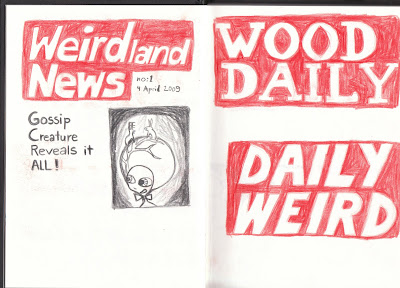 Weirdland
News
no:1
4 April 2009
Gossip
Creature
Reveals it
ALL!
WOOD
DAILY
DAILY
WEIRD